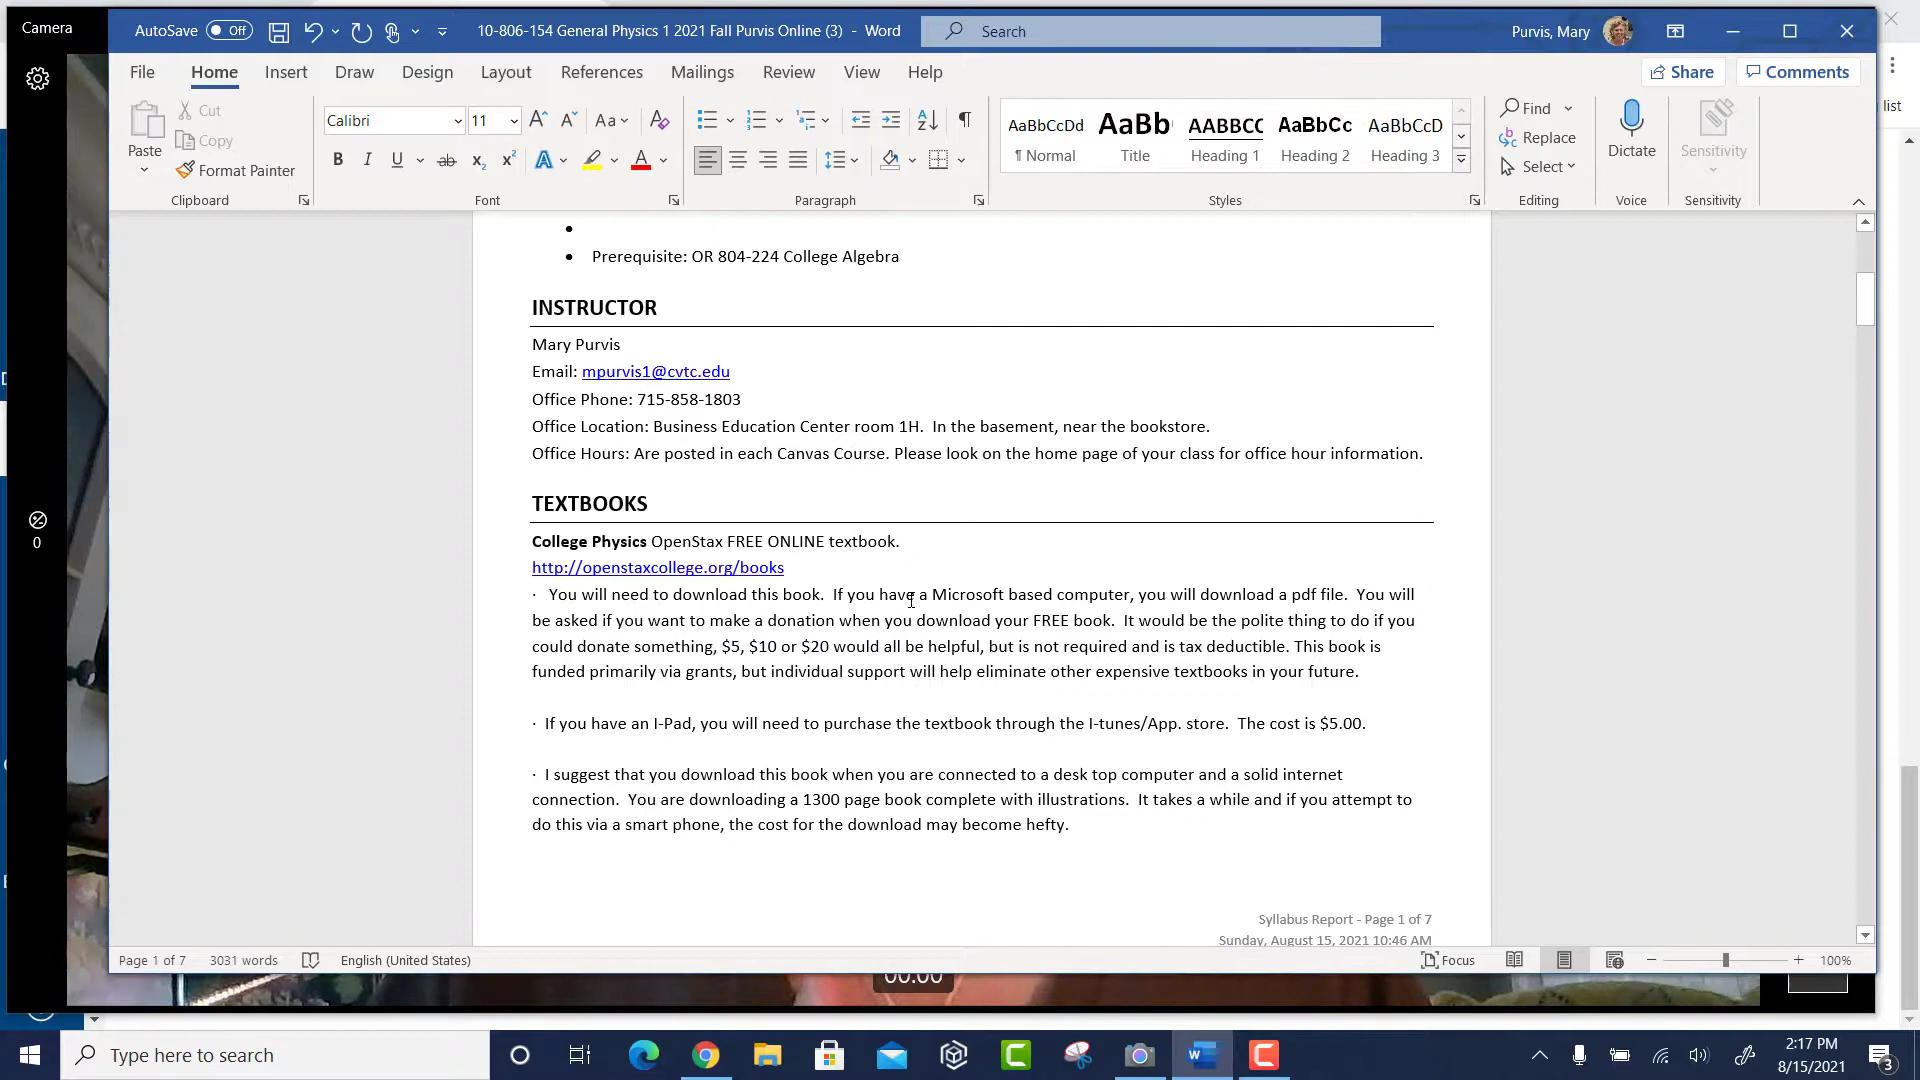 Camera
AutoSave Off
10-806-154 General Physics 1 2021 Fall Purvis Online (3) - Word
Search
Purvis, Mary
File Home Insert Draw Design Layout References Mailings Review View Help
Share Comments
list
Paste
Cut
Copy
Format Painter
Clipboard
Calibri 11
Font
Paragraph
AaBbCcDd AaBb AABBCC AaBbCc AaBbCcD
¶ Normal Title Heading 1 Heading 2 Heading 3
Styles
Find
Replace
Select
Editing
Dictate
Voice
Sensitivity
Sensitivity
• Prerequisite: OR 804-224 College Algebra
INSTRUCTOR
Mary Purvis
Email: mpurvis1@cvtc.edu
Office Phone: 715-858-1803
Office Location: Business Education Center room 1H.  In the basement, near the bookstore.
Office Hours: Are posted in each Canvas Course. Please look on the home page of your class for office hour information.
TEXTBOOKS
College Physics OpenStax FREE ONLINE textbook.
http://openstaxcollege.org/books
· You will need to download this book.  If you have a Microsoft based computer, you will download a pdf file.  You will
be asked if you want to make a donation when you download your FREE book.  It would be the polite thing to do if you
could donate something, $5, $10 or $20 would all be helpful, but is not required and is tax deductible. This book is
funded primarily via grants, but individual support will help eliminate other expensive textbooks in your future.
· If you have an I-Pad, you will need to purchase the textbook through the I-tunes/App. store.  The cost is $5.00.
· I suggest that you download this book when you are connected to a desk top computer and a solid internet
connection.  You are downloading a 1300 page book complete with illustrations.  It takes a while and if you attempt to
do this via a smart phone, the cost for the download may become hefty.
Syllabus Report - Page 1 of 7
Sunday, August 15, 2021 10:46 AM
0
Page 1 of 7 3031 words English (United States)
Focus
100%
00:00
Type here to search
2:17 PM
8/15/2021
3